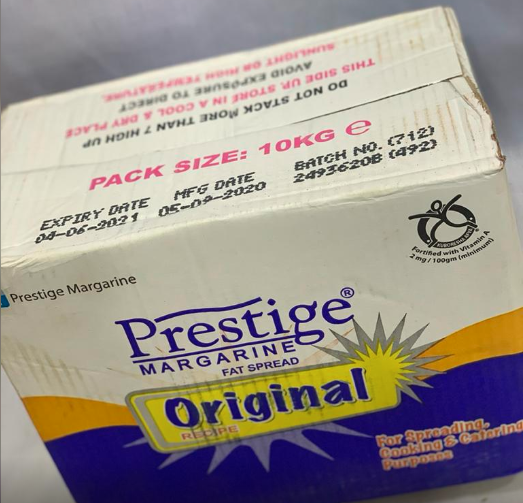 SUNLIGHT OR HIGH TEMPERATURE.
AVOID EXPOSURE TO DIRECT
THIS SIDE UP. STORE IN A COOL & DRY PLACE
DO NOT STACK MORE THAN 7 HIGH UP
PACK SIZE: 10KG e
EXPIRY DATE MFG DATE BATCH NO. (712)
04-06-2021 05-09-2020 2493620B (492)
Fortified with Vitamin A
2 mg / 100gm (minimum)
Prestige Margarine
Prestige®
MARGARINE
FAT SPREAD
Original
RECIPE
For Spreading,
Cooking & Catering
Purposes